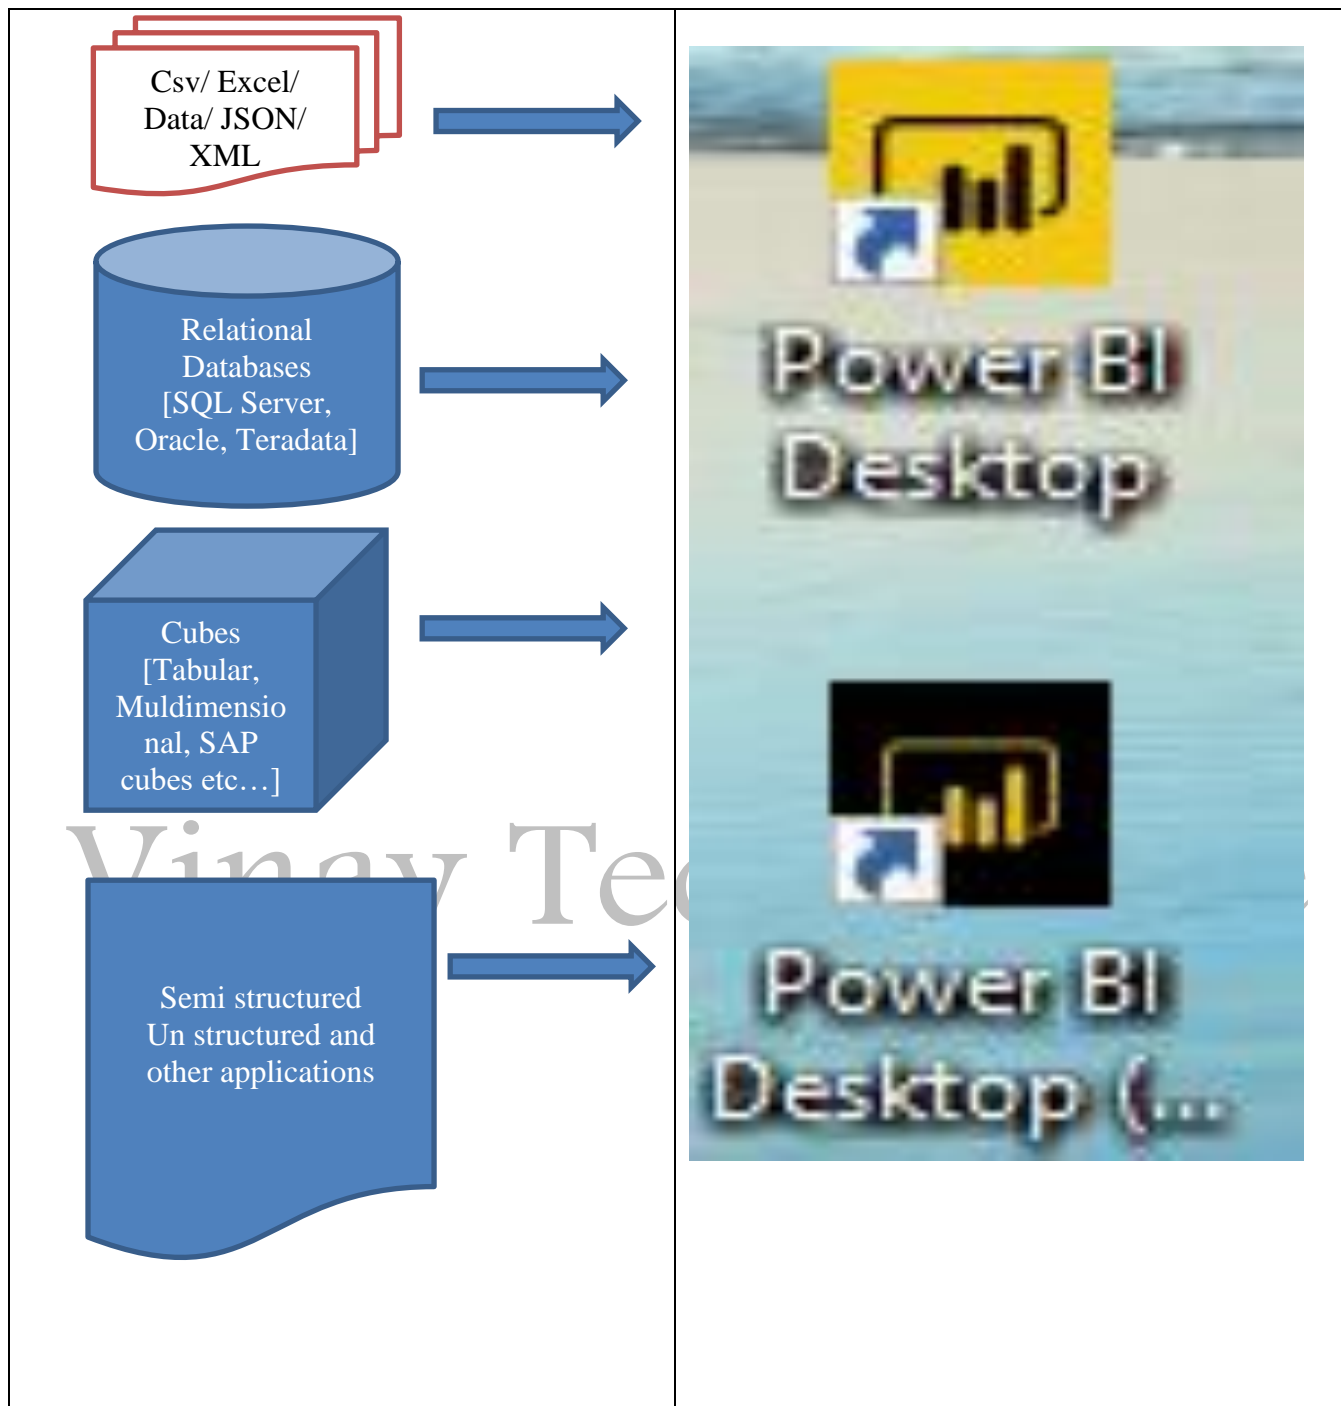 Csv/ Excel/
Data/ JSON/
XML
Relational
Databases
[SQL Server,
Oracle, Teradata]
Cubes
[Tabular,
Muldimensio
nal, SAP
cubes etc…]
Semi structured
Un structured and
other applications
Power BI
Desktop
Power BI
Desktop (...
Vinay